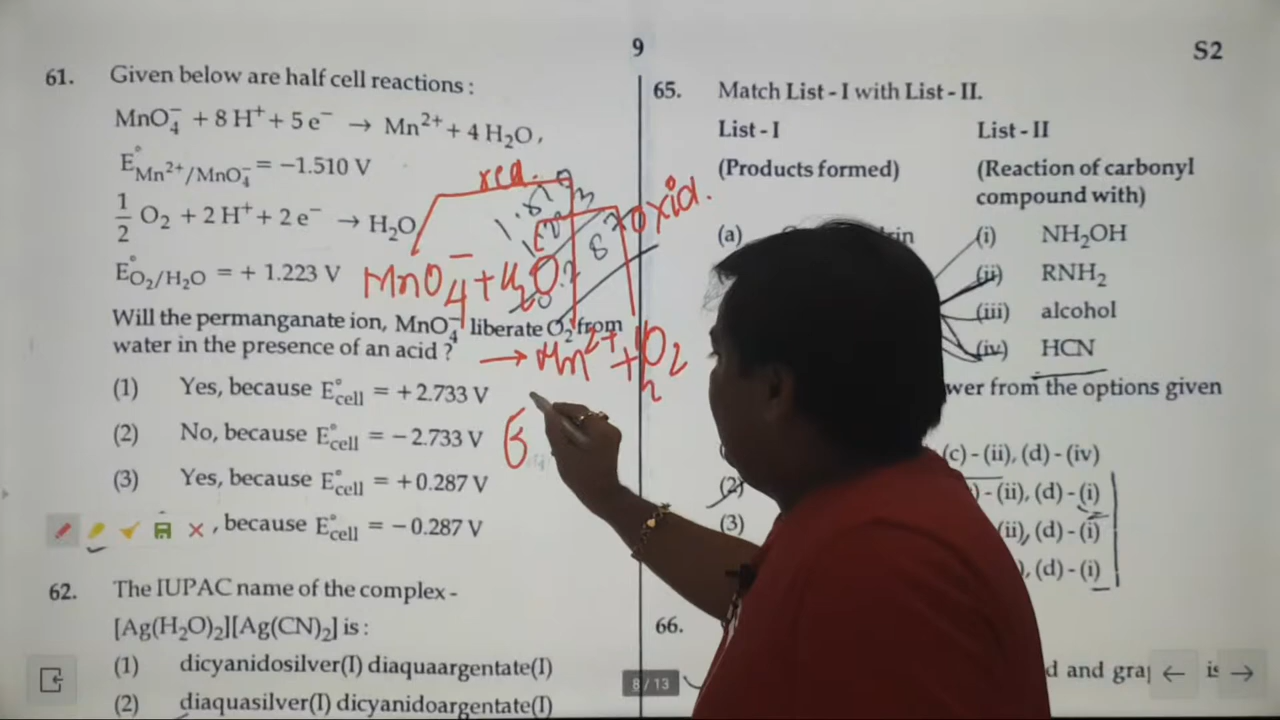 9
S2
61. Given below are half cell reactions :
MnO₄⁻ + 8 H⁺ + 5 e⁻ → Mn²⁺ + 4 H₂O,
E°Mn²⁺/MnO₄⁻ = −1.510 V
1/2 O₂ + 2 H⁺ + 2 e⁻ → H₂O
E°O₂/H₂O = + 1.223 V
Will the permanganate ion, MnO₄⁻ liberate O₂ from
water in the presence of an acid ?
(1) Yes, because E°cell = +2.733 V
(2) No, because E°cell = −2.733 V
(3) Yes, because E°cell = +0.287 V
, because E°cell = −0.287 V
red.
oxid.
MnO₄⁻ + H₂O
→ Mn²⁺ + O₂
E
62. The IUPAC name of the complex -
[Ag(H₂O)₂][Ag(CN)₂] is :
(1) dicyanidosilver(I) diaquaargentate(I)
(2) diaquasilver(I) dicyanidoargentate(I)
65. Match List - I with List - II.
List - I List - II
(Products formed) (Reaction of carbonyl
compound with)
(a) (i) NH₂OH
(ii) RNH₂
(iii) alcohol
(iv) HCN
wer from the options given
(c) - (ii), (d) - (iv)
(2) - (ii), (d) - (i)
(3) (ii), (d) - (i)
), (d) - (i)
66.
d and grap is
8 / 13